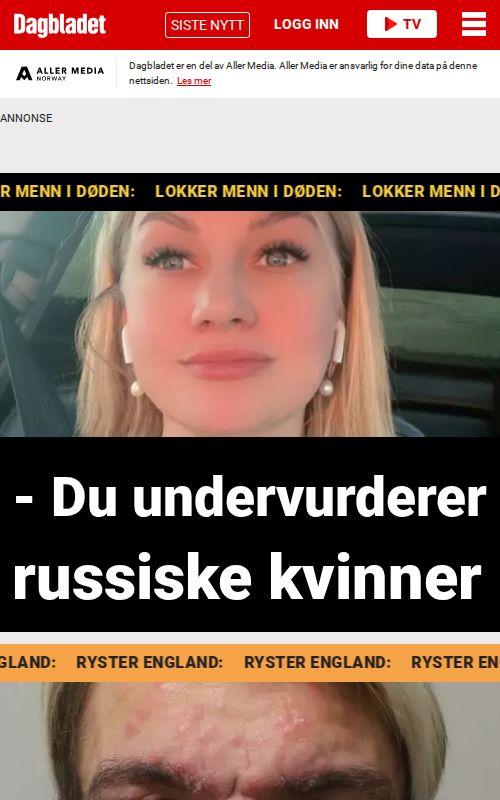 Dagbladet
SISTE NYTT
LOGG INN
TV
ALLER MEDIA
NORWAY
Dagbladet er en del av Aller Media. Aller Media er ansvarlig for dine data på denne
nettsiden. Les mer
ANNONSE
R MENN I DØDEN: LOKKER MENN I DØDEN: LOKKER MENN I D
- Du undervurderer
russiske kvinner
GLAND: RYSTER ENGLAND: RYSTER ENGLAND: RYSTER EN